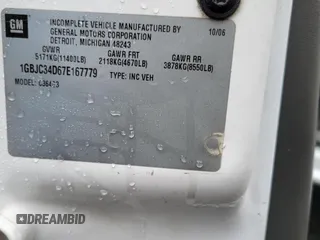 GM
INCOMPLETE VEHICLE MANUFACTURED BY 10/06
GENERAL MOTORS CORPORATION
DETROIT, MICHIGAN 48243
GVWR GAWR FRT GAWR RR
5171KG(11400LB) 2118KG(4670LB) 3878KG(8550LB)
1GBJC34D67E167779 TYPE: INC VEH
MODEL:
DREAMBID